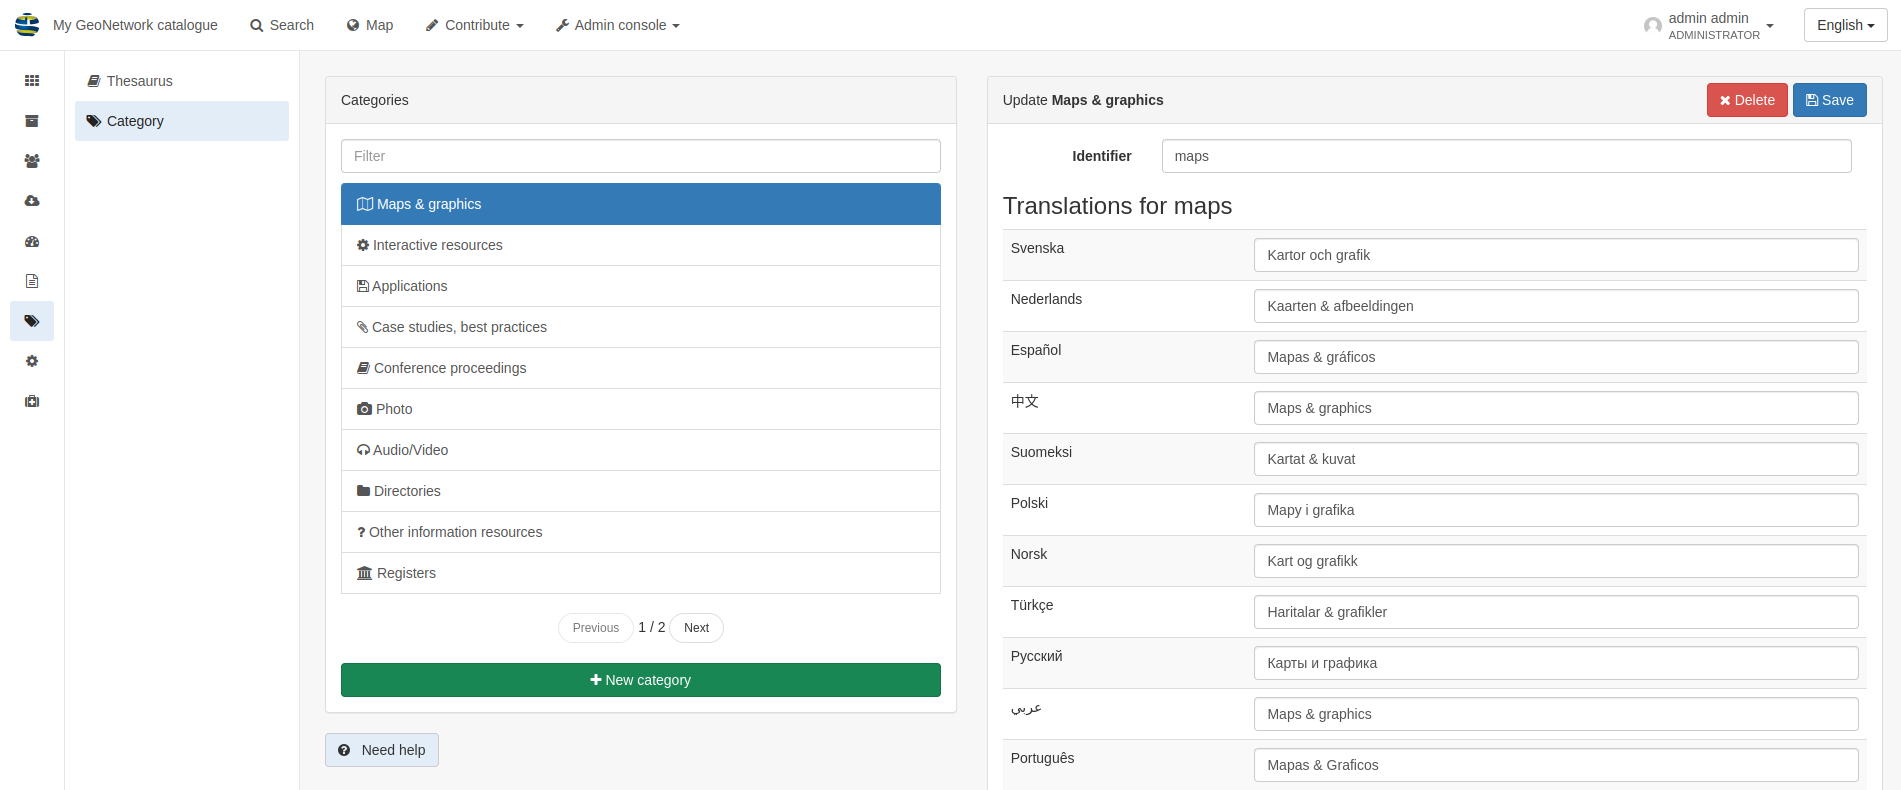 My GeoNetwork catalogue Search Map Contribute Admin console admin admin ADMINISTRATOR English
Thesaurus
Category
Categories
Filter
Maps & graphics
Interactive resources
Applications
Case studies, best practices
Conference proceedings
Photo
Audio/Video
Directories
Other information resources
Registers
Previous 1 / 2 Next
New category
Need help
Update Maps & graphics Delete Save
Identifier maps
Translations for maps
Svenska Kartor och grafik
Nederlands Kaarten & afbeeldingen
Español Mapas & gráficos
中文 Maps & graphics
Suomeksi Kartat & kuvat
Polski Mapy i grafika
Norsk Kart og grafikk
Türkçe Haritalar & grafikler
Русский Карты и графика
عربي Maps & graphics
Português Mapas & Graficos